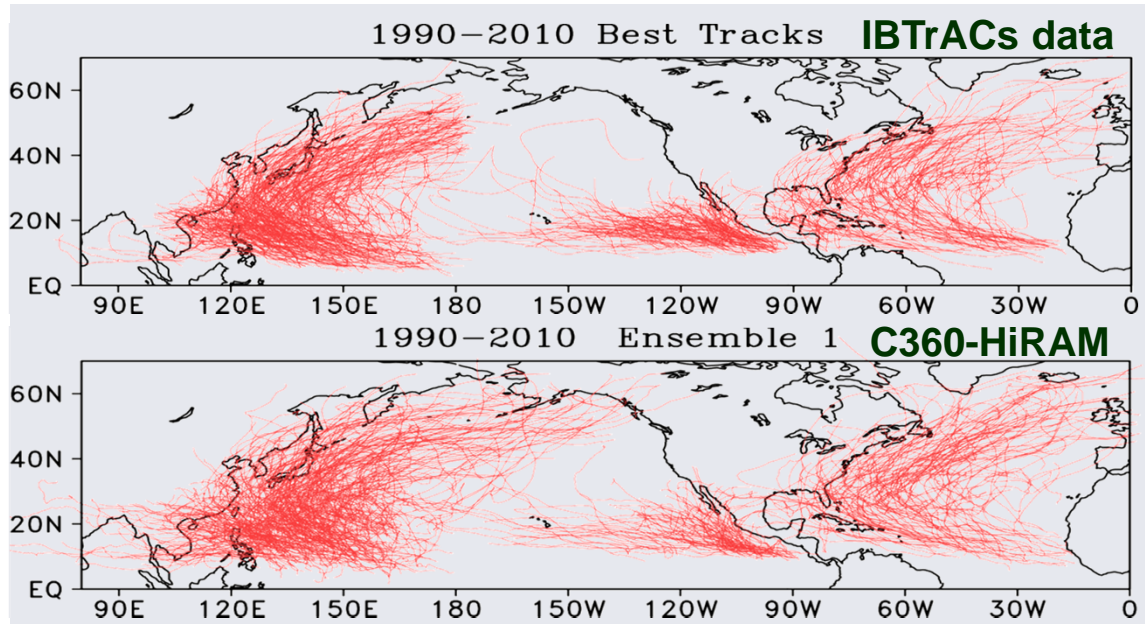 1990−2010 Best Tracks IBTrACs data
60N
40N
20N
EQ
90E 120E 150E 180 150W 120W 90W 60W 30W 0
1990−2010 Ensemble 1 C360-HiRAM
60N
40N
20N
EQ
90E 120E 150E 180 150W 120W 90W 60W 30W 0